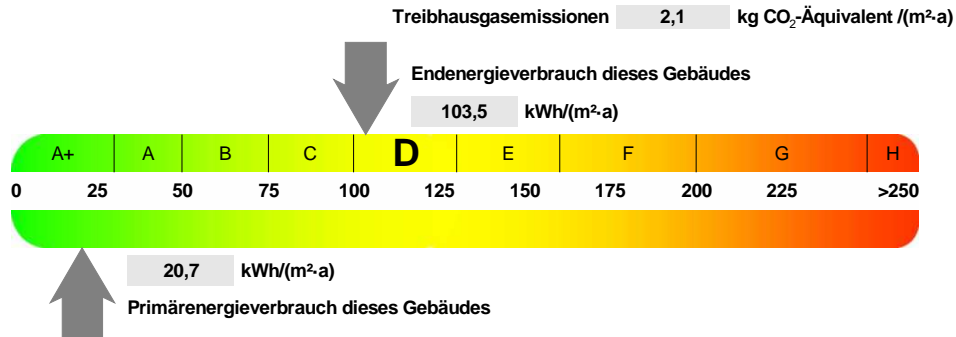 Treibhausgasemissionen 2,1 kg CO₂-Äquivalent /(m²·a)
Endenergieverbrauch dieses Gebäudes
103,5 kWh/(m²·a)
A+ A B C D E F G H
0 25 50 75 100 125 150 175 200 225 >250
20,7 kWh/(m²·a)
Primärenergieverbrauch dieses Gebäudes